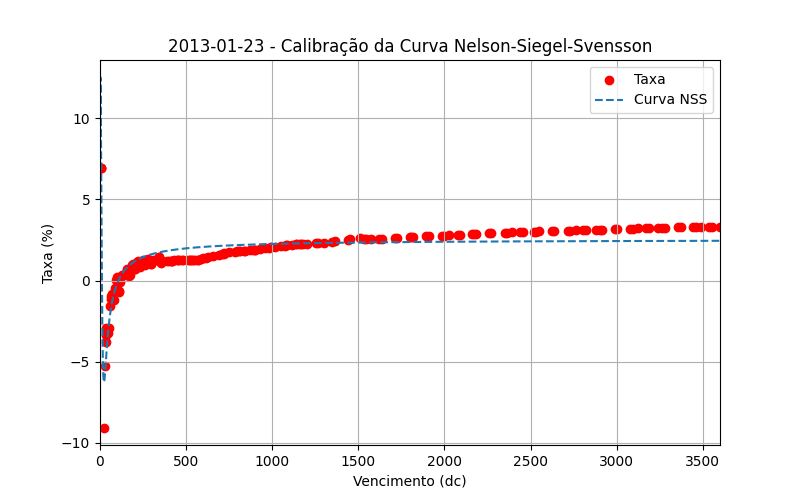 2013-01-23 - Calibração da Curva Nelson-Siegel-Svensson
Taxa
Curva NSS
Taxa (%)
10
5
0
−5
−10
0 500 1000 1500 2000 2500 3000 3500
Vencimento (dc)